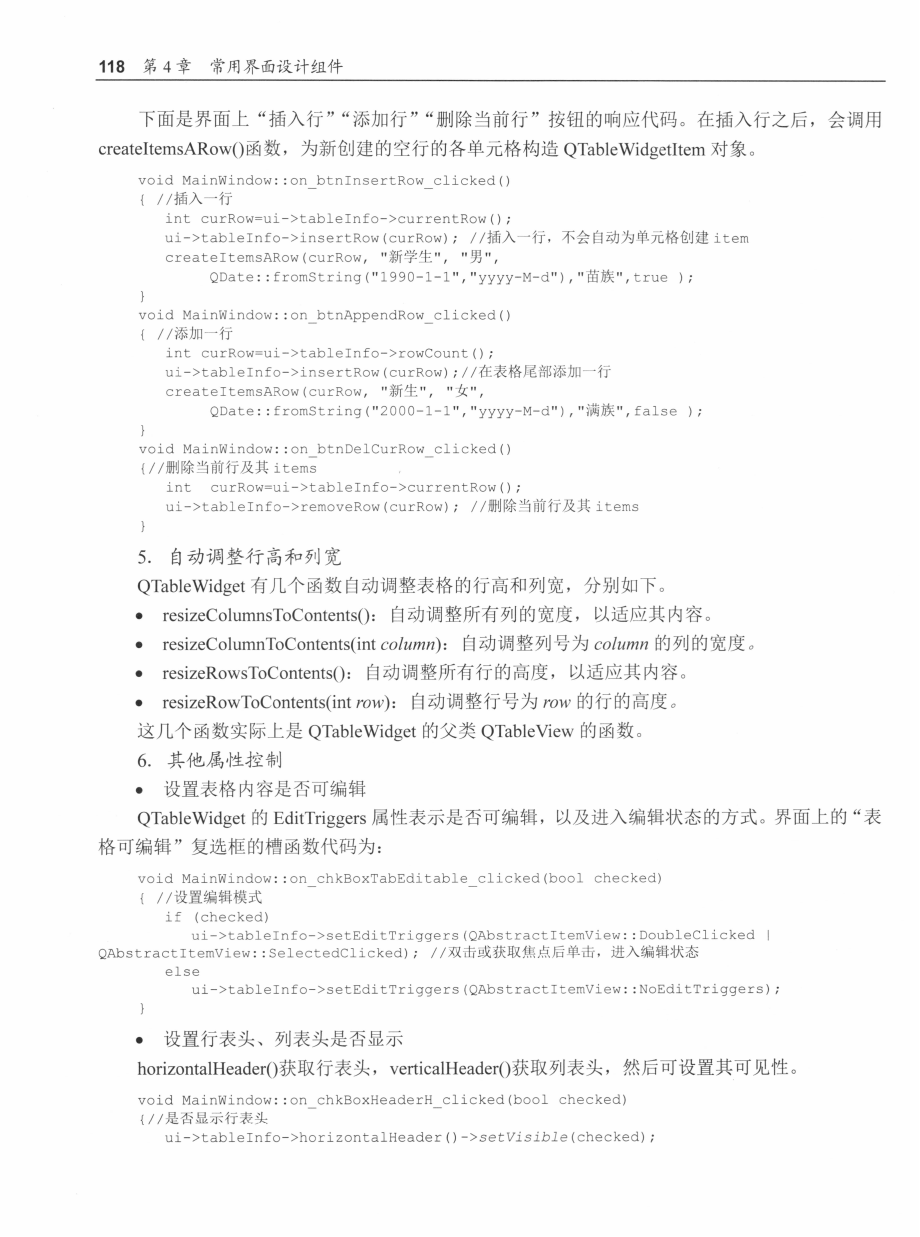 118 第 4 章 常用界面设计组件
下面是界面上“插入行”“添加行”“删除当前行”按钮的响应代码。在插入行之后，会调用
createItemsARow()函数，为新创建的空行的各单元格构造 QTableWidgetItem 对象。
void MainWindow::on_btnInsertRow_clicked()
{ //插入一行
int curRow=ui->tableInfo->currentRow();
ui->tableInfo->insertRow(curRow); //插入一行，不会自动为单元格创建 item
createItemsARow(curRow, "新学生", "男",
QDate::fromString("1990-1-1","yyyy-M-d"),"苗族",true );
}
void MainWindow::on_btnAppendRow_clicked()
{ //添加一行
int curRow=ui->tableInfo->rowCount();
ui->tableInfo->insertRow(curRow);//在表格尾部添加一行
createItemsARow(curRow, "新生", "女",
QDate::fromString("2000-1-1","yyyy-M-d"),"满族",false );
}
void MainWindow::on_btnDelCurRow_clicked()
{//删除当前行及其 items
int curRow=ui->tableInfo->currentRow();
ui->tableInfo->removeRow(curRow); //删除当前行及其 items
}
5. 自动调整行高和列宽
QTableWidget 有几个函数自动调整表格的行高和列宽，分别如下。
● resizeColumnsToContents()：自动调整所有列的宽度，以适应其内容。
● resizeColumnToContents(int column)：自动调整列号为 column 的列的宽度。
● resizeRowsToContents()：自动调整所有行的高度，以适应其内容。
● resizeRowToContents(int row)：自动调整行号为 row 的行的高度。
这几个函数实际上是 QTableWidget 的父类 QTableView 的函数。
6. 其他属性控制
● 设置表格内容是否可编辑
QTableWidget 的 EditTriggers 属性表示是否可编辑，以及进入编辑状态的方式。界面上的“表
格可编辑”复选框的槽函数代码为：
void MainWindow::on_chkBoxTabEditable_clicked(bool checked)
{ //设置编辑模式
if (checked)
ui->tableInfo->setEditTriggers(QAbstractItemView::DoubleClicked |
QAbstractItemView::SelectedClicked); //双击或获取焦点后单击，进入编辑状态
else
ui->tableInfo->setEditTriggers(QAbstractItemView::NoEditTriggers);
}
● 设置行表头、列表头是否显示
horizontalHeader()获取行表头，verticalHeader()获取列表头，然后可设置其可见性。
void MainWindow::on_chkBoxHeaderH_clicked(bool checked)
{//是否显示行表头
ui->tableInfo->horizontalHeader()->setVisible(checked);